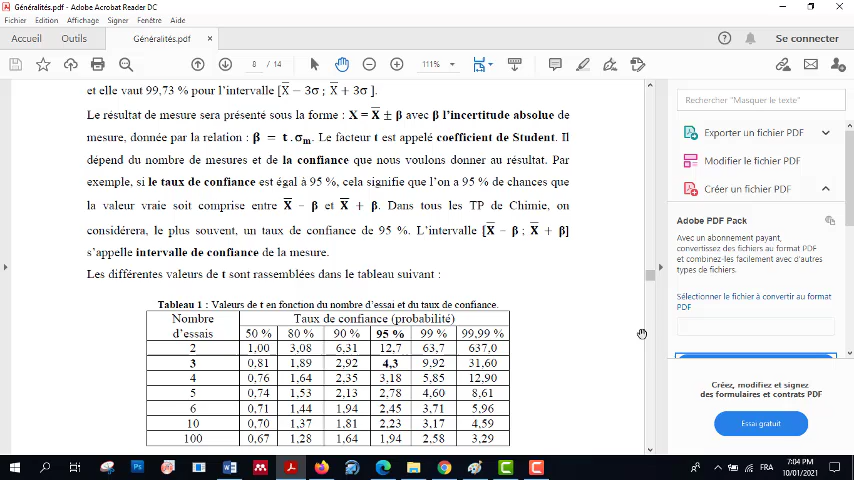 Généralités.pdf - Adobe Acrobat Reader DC
Fichier Edition Affichage Signer Fenêtre Aide
Accueil Outils Généralités.pdf × Se connecter
8 / 14 111%
et elle vaut 99,73 % pour l'intervalle [X̅ − 3σ ; X̅ + 3σ ].
Le résultat de mesure sera présenté sous la forme : X = X̅ ± β avec β l'incertitude absolue de
mesure, donnée par la relation : β = t . σm. Le facteur t est appelé coefficient de Student. Il
dépend du nombre de mesures et de la confiance que nous voulons donner au résultat. Par
exemple, si le taux de confiance est égal à 95 %, cela signifie que l'on a 95 % de chances que
la valeur vraie soit comprise entre X̅ − β et X̅ + β. Dans tous les TP de Chimie, on
considérera, le plus souvent, un taux de confiance de 95 %. L'intervalle [X̅ − β ; X̅ + β]
s'appelle intervalle de confiance de la mesure.
Les différentes valeurs de t sont rassemblées dans le tableau suivant :
Tableau 1 : Valeurs de t en fonction du nombre d'essai et du taux de confiance.
Nombre d'essais Taux de confiance (probabilité)
50 % 80 % 90 % 95 % 99 % 99,99 %
2 1,00 3,08 6,31 12,7 63,7 637,0
3 0,81 1,89 2,92 4,3 9,92 31,60
4 0,76 1,64 2,35 3,18 5,85 12,90
5 0,74 1,53 2,13 2,78 4,60 8,61
6 0,71 1,44 1,94 2,45 3,71 5,96
10 0,70 1,37 1,81 2,23 3,17 4,59
100 0,67 1,28 1,64 1,94 2,58 3,29
Rechercher "Masquer le texte"
Exporter un fichier PDF
Modifier le fichier PDF
Créer un fichier PDF
Adobe PDF Pack
Avec un abonnement payant,
convertissez des fichiers au format PDF
et combinez-les facilement avec d'autres
types de fichiers.
Sélectionner le fichier à convertir au format
PDF
Créez, modifiez et signez
des formulaires et contrats PDF
Essai gratuit
FRA
7:04 PM
10/01/2021